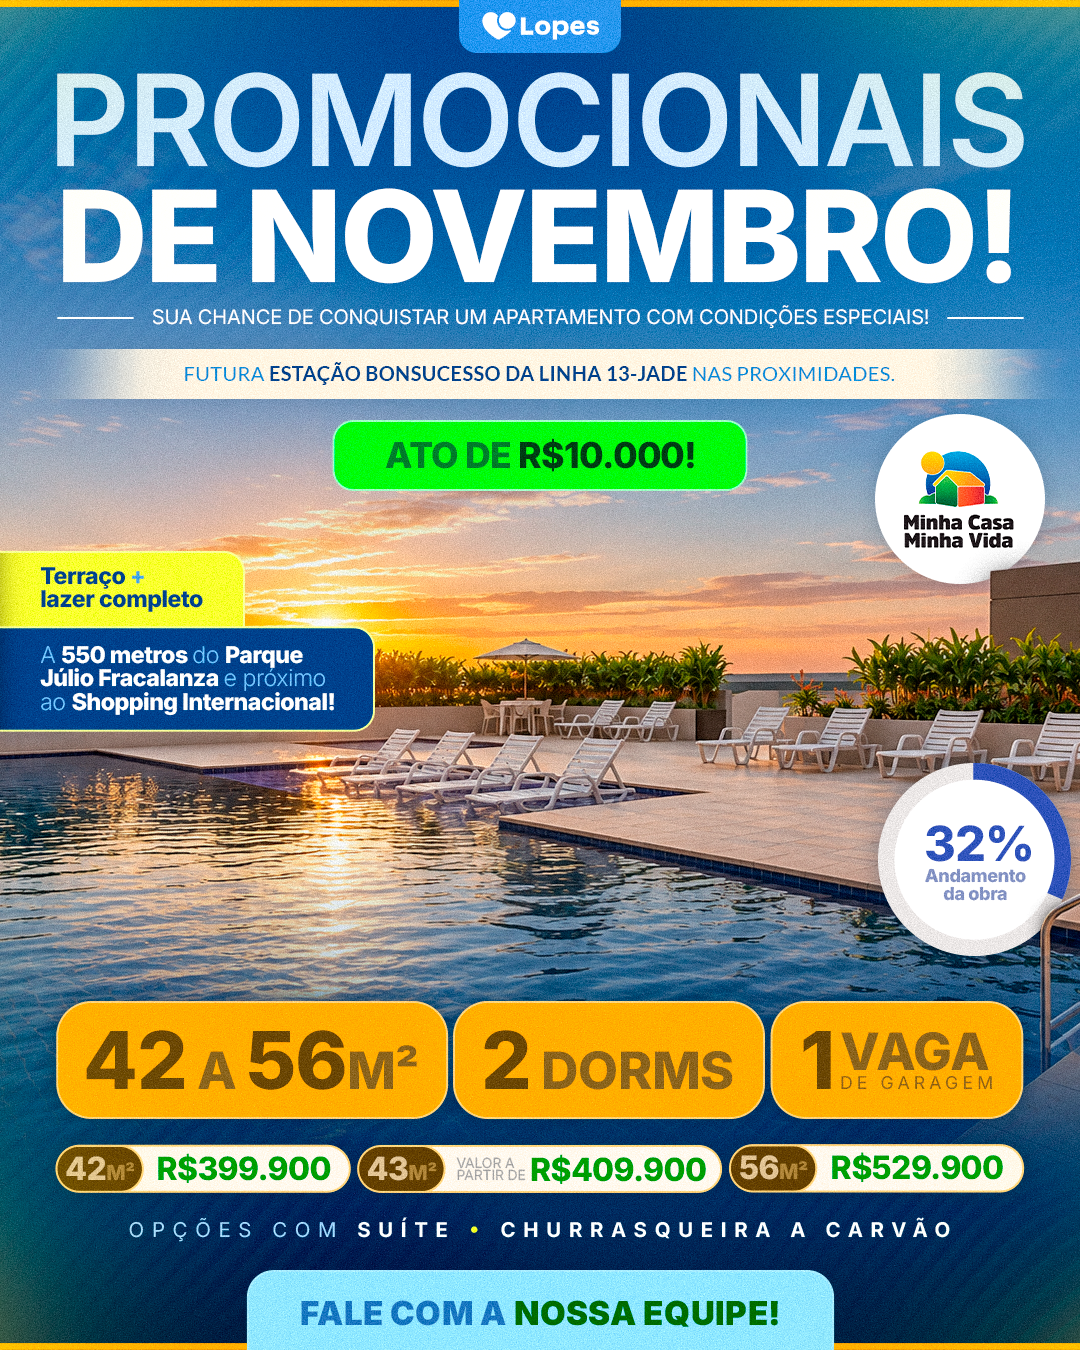 Lopes
PROMOCIONAIS
DE NOVEMBRO!
SUA CHANCE DE CONQUISTAR UM APARTAMENTO COM CONDIÇÕES ESPECIAIS!
FUTURA ESTAÇÃO BONSUCESSO DA LINHA 13-JADE NAS PROXIMIDADES.
ATO DE R$10.000!
Minha Casa
Minha Vida
Terraço +
lazer completo
A 550 metros do Parque
Júlio Fracalanza e próximo
ao Shopping Internacional!
32%
Andamento
da obra
42 A 56M²
2 DORMS
1 VAGA
DE GARAGEM
42M² R$399.900
43M² VALOR A
PARTIR DE R$409.900
56M² R$529.900
OPÇÕES COM SUÍTE • CHURRASQUEIRA A CARVÃO
FALE COM A NOSSA EQUIPE!